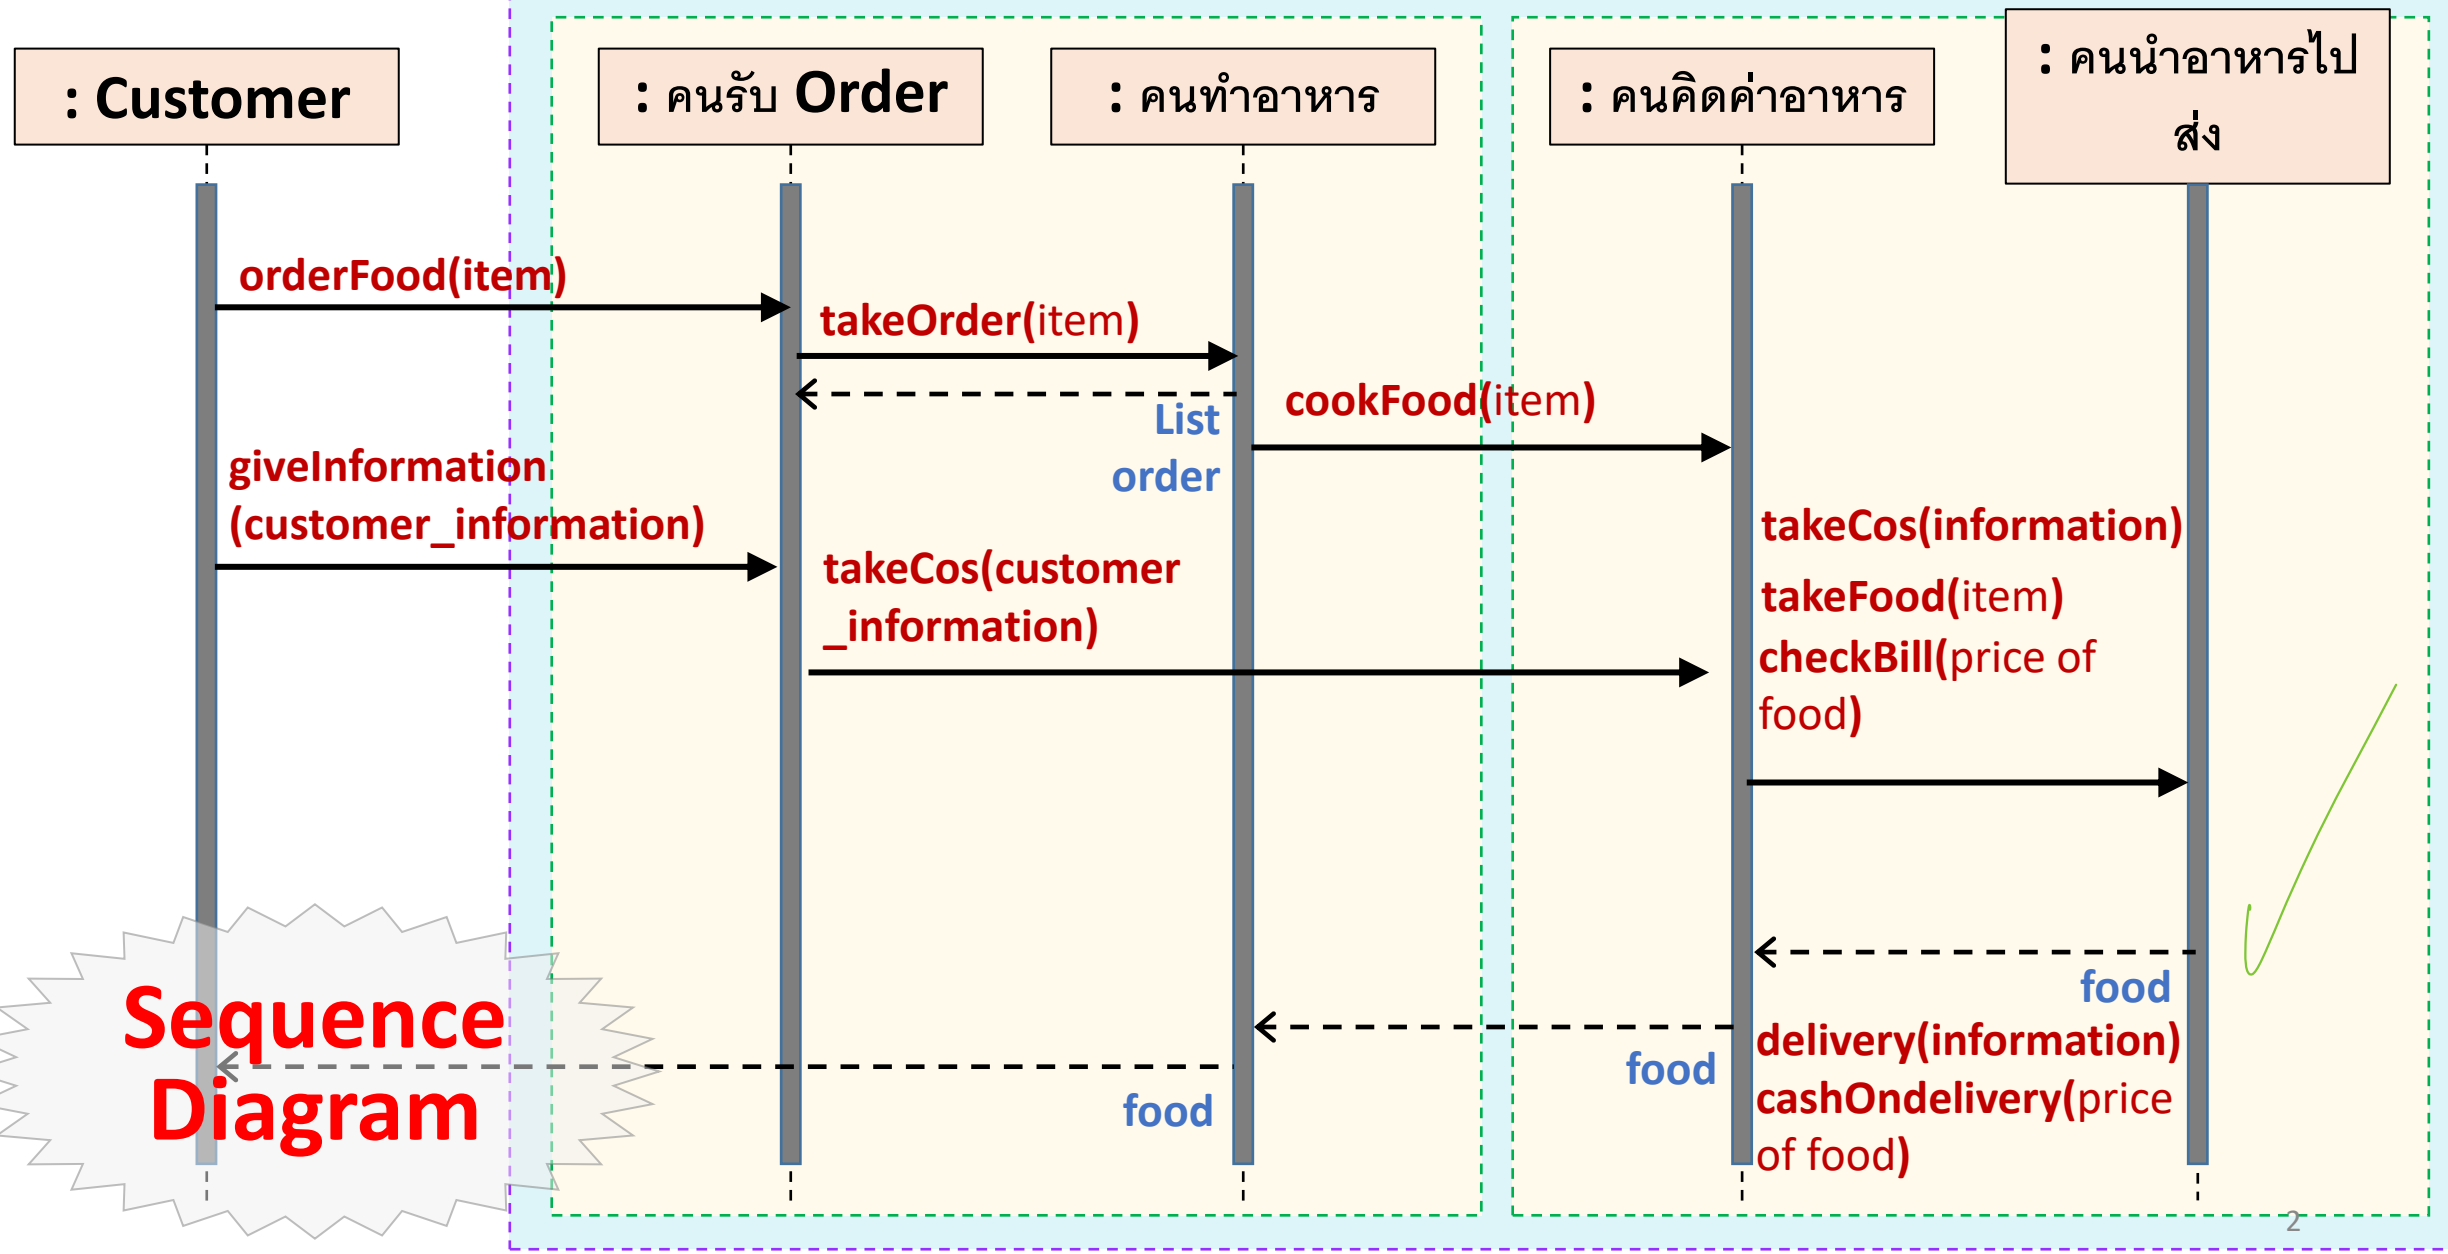 : Customer
: คนรับ Order
: คนทำอาหาร
: คนคิดค่าอาหาร
: คนนำอาหารไป
ส่ง
orderFood(item)
takeOrder(item)
List
order
cookFood(item)
giveInformation
(customer_information)
takeCos(customer
_information)
takeCos(information)
takeFood(item)
checkBill(price of
food)
food
food
food
delivery(information)
cashOndelivery(price
of food)
Sequence
Diagram
2